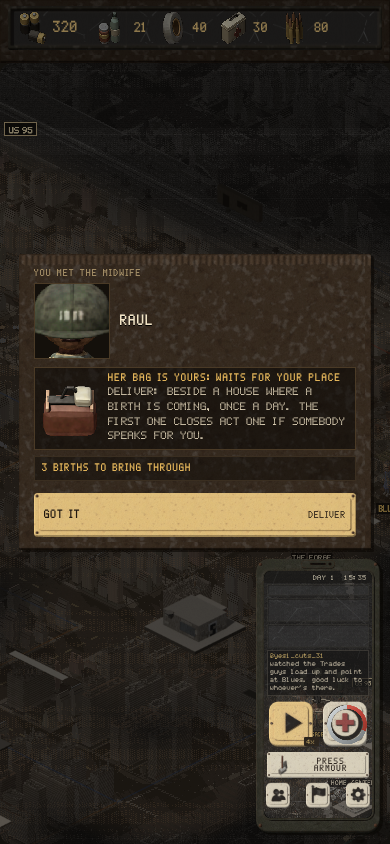 320 21 40 30 80
US 95
YOU MET THE MIDWIFE
RAUL
HER BAG IS YOURS: WAITS FOR YOUR PLACE
DELIVER: BESIDE A HOUSE WHERE A
BIRTH IS COMING, ONCE A DAY. THE
FIRST ONE CLOSES ACT ONE IF SOMEBODY
SPEAKS FOR YOU.
3 BIRTHS TO BRING THROUGH
GOT IT
DELIVER
THE FORGE
DAY 1 15:35
watched the Trades
guys load up and point
at Blues. good luck to
whoever's there.
4x
PRESS
ARMOUR